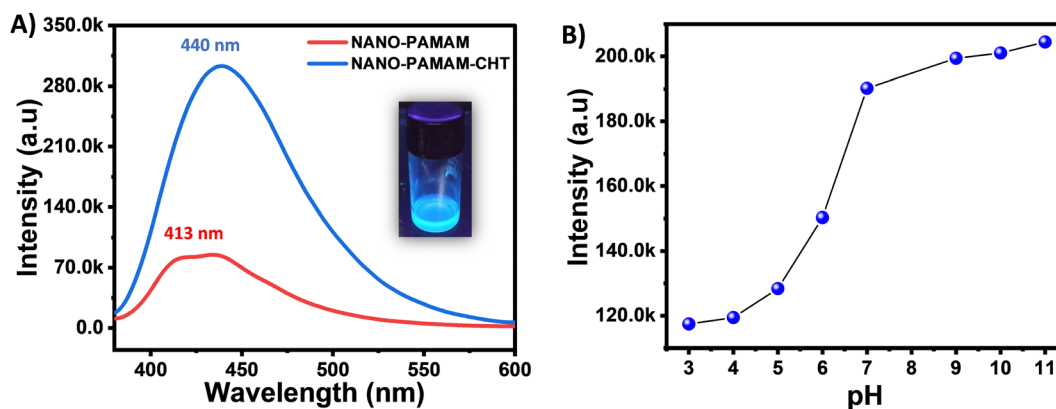 A)
350.0k
280.0k
210.0k
140.0k
70.0k
0.0
Intensity (a.u)
440 nm
413 nm
NANO-PAMAM
NANO-PAMAM-CHT
400
450
500
550
600
Wavelength (nm)
B)
200.0k
180.0k
160.0k
140.0k
120.0k
Intensity (a.u)
3
4
5
6
7
8
9
10
11
pH